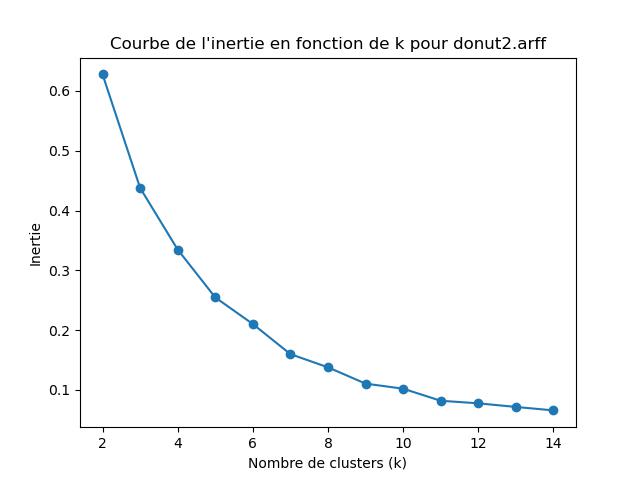 Courbe de l'inertie en fonction de k pour donut2.arff
0.6
0.5
0.4
0.3
0.2
0.1
Inertie
2 4 6 8 10 12 14
Nombre de clusters (k)